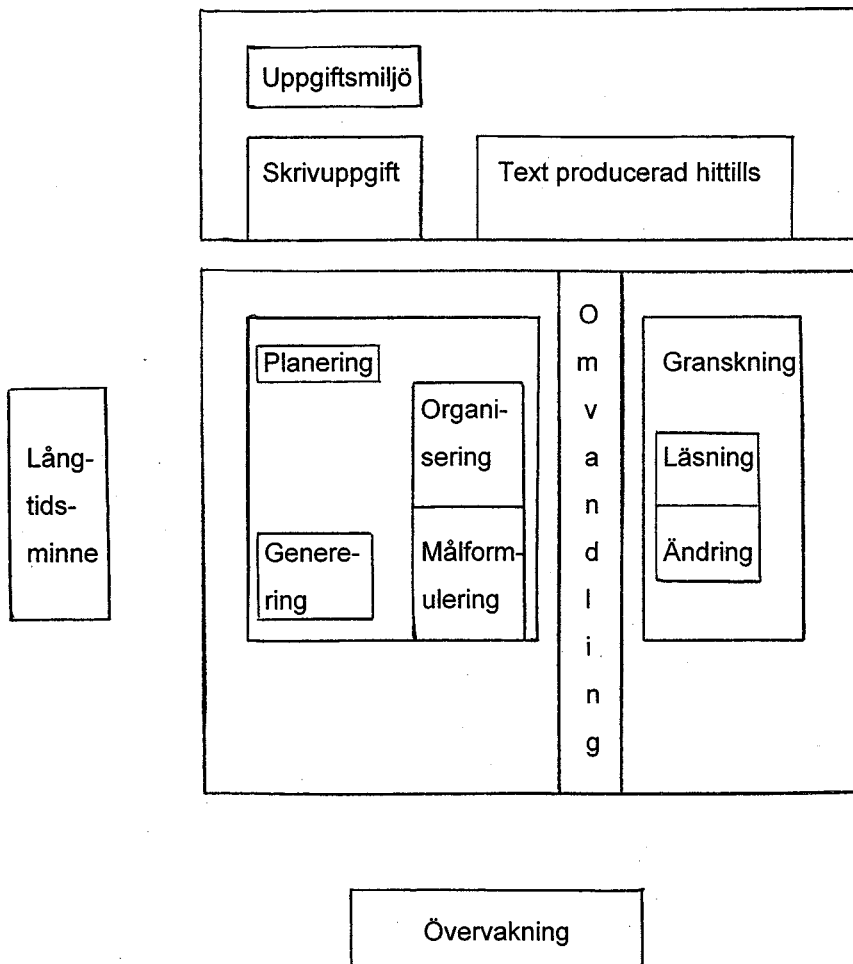 Uppgiftsmiljö
Skrivuppgift
Text producerad hittills
Lång-
tids-
minne
Planering
Organi-
sering
Genere-
ring
Målform-
ulering
O
m
v
a
n
d
l
i
n
g
Granskning
Läsning
Ändring
Övervakning